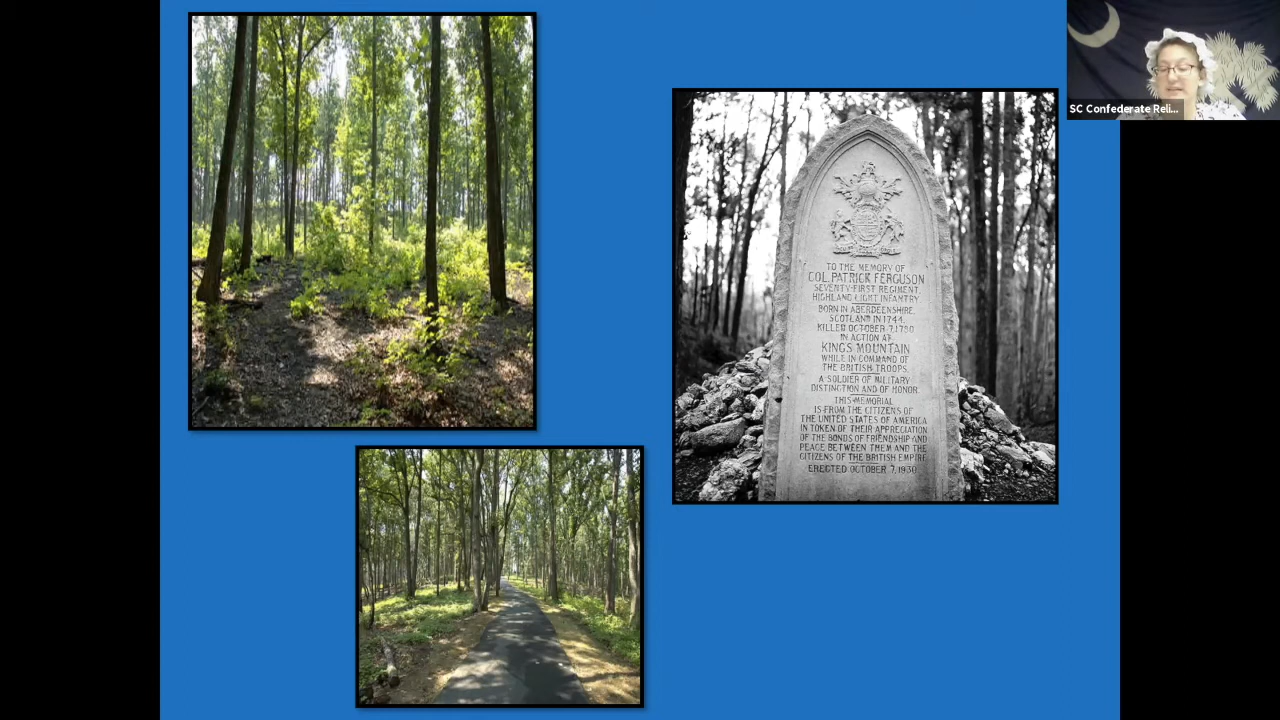 SC Confederate Reli...
TO THE MEMORY OF
COL. PATRICK FERGUSON
SEVENTY-FIRST REGIMENT,
HIGHLAND LIGHT INFANTRY.
BORN IN ABERDEENSHIRE,
SCOTLAND IN 1744.
KILLED OCTOBER 7, 1780
IN ACTION AT
KINGS MOUNTAIN
WHILE IN COMMAND OF
THE BRITISH TROOPS.
A SOLDIER OF MILITARY
DISTINCTION AND OF HONOR.
THIS MEMORIAL
IS FROM THE CITIZENS OF
THE UNITED STATES OF AMERICA
IN TOKEN OF THEIR APPRECIATION
OF THE BONDS OF FRIENDSHIP AND
PEACE BETWEEN THEM AND THE
CITIZENS OF THE BRITISH EMPIRE.
ERECTED OCTOBER 7, 1930.